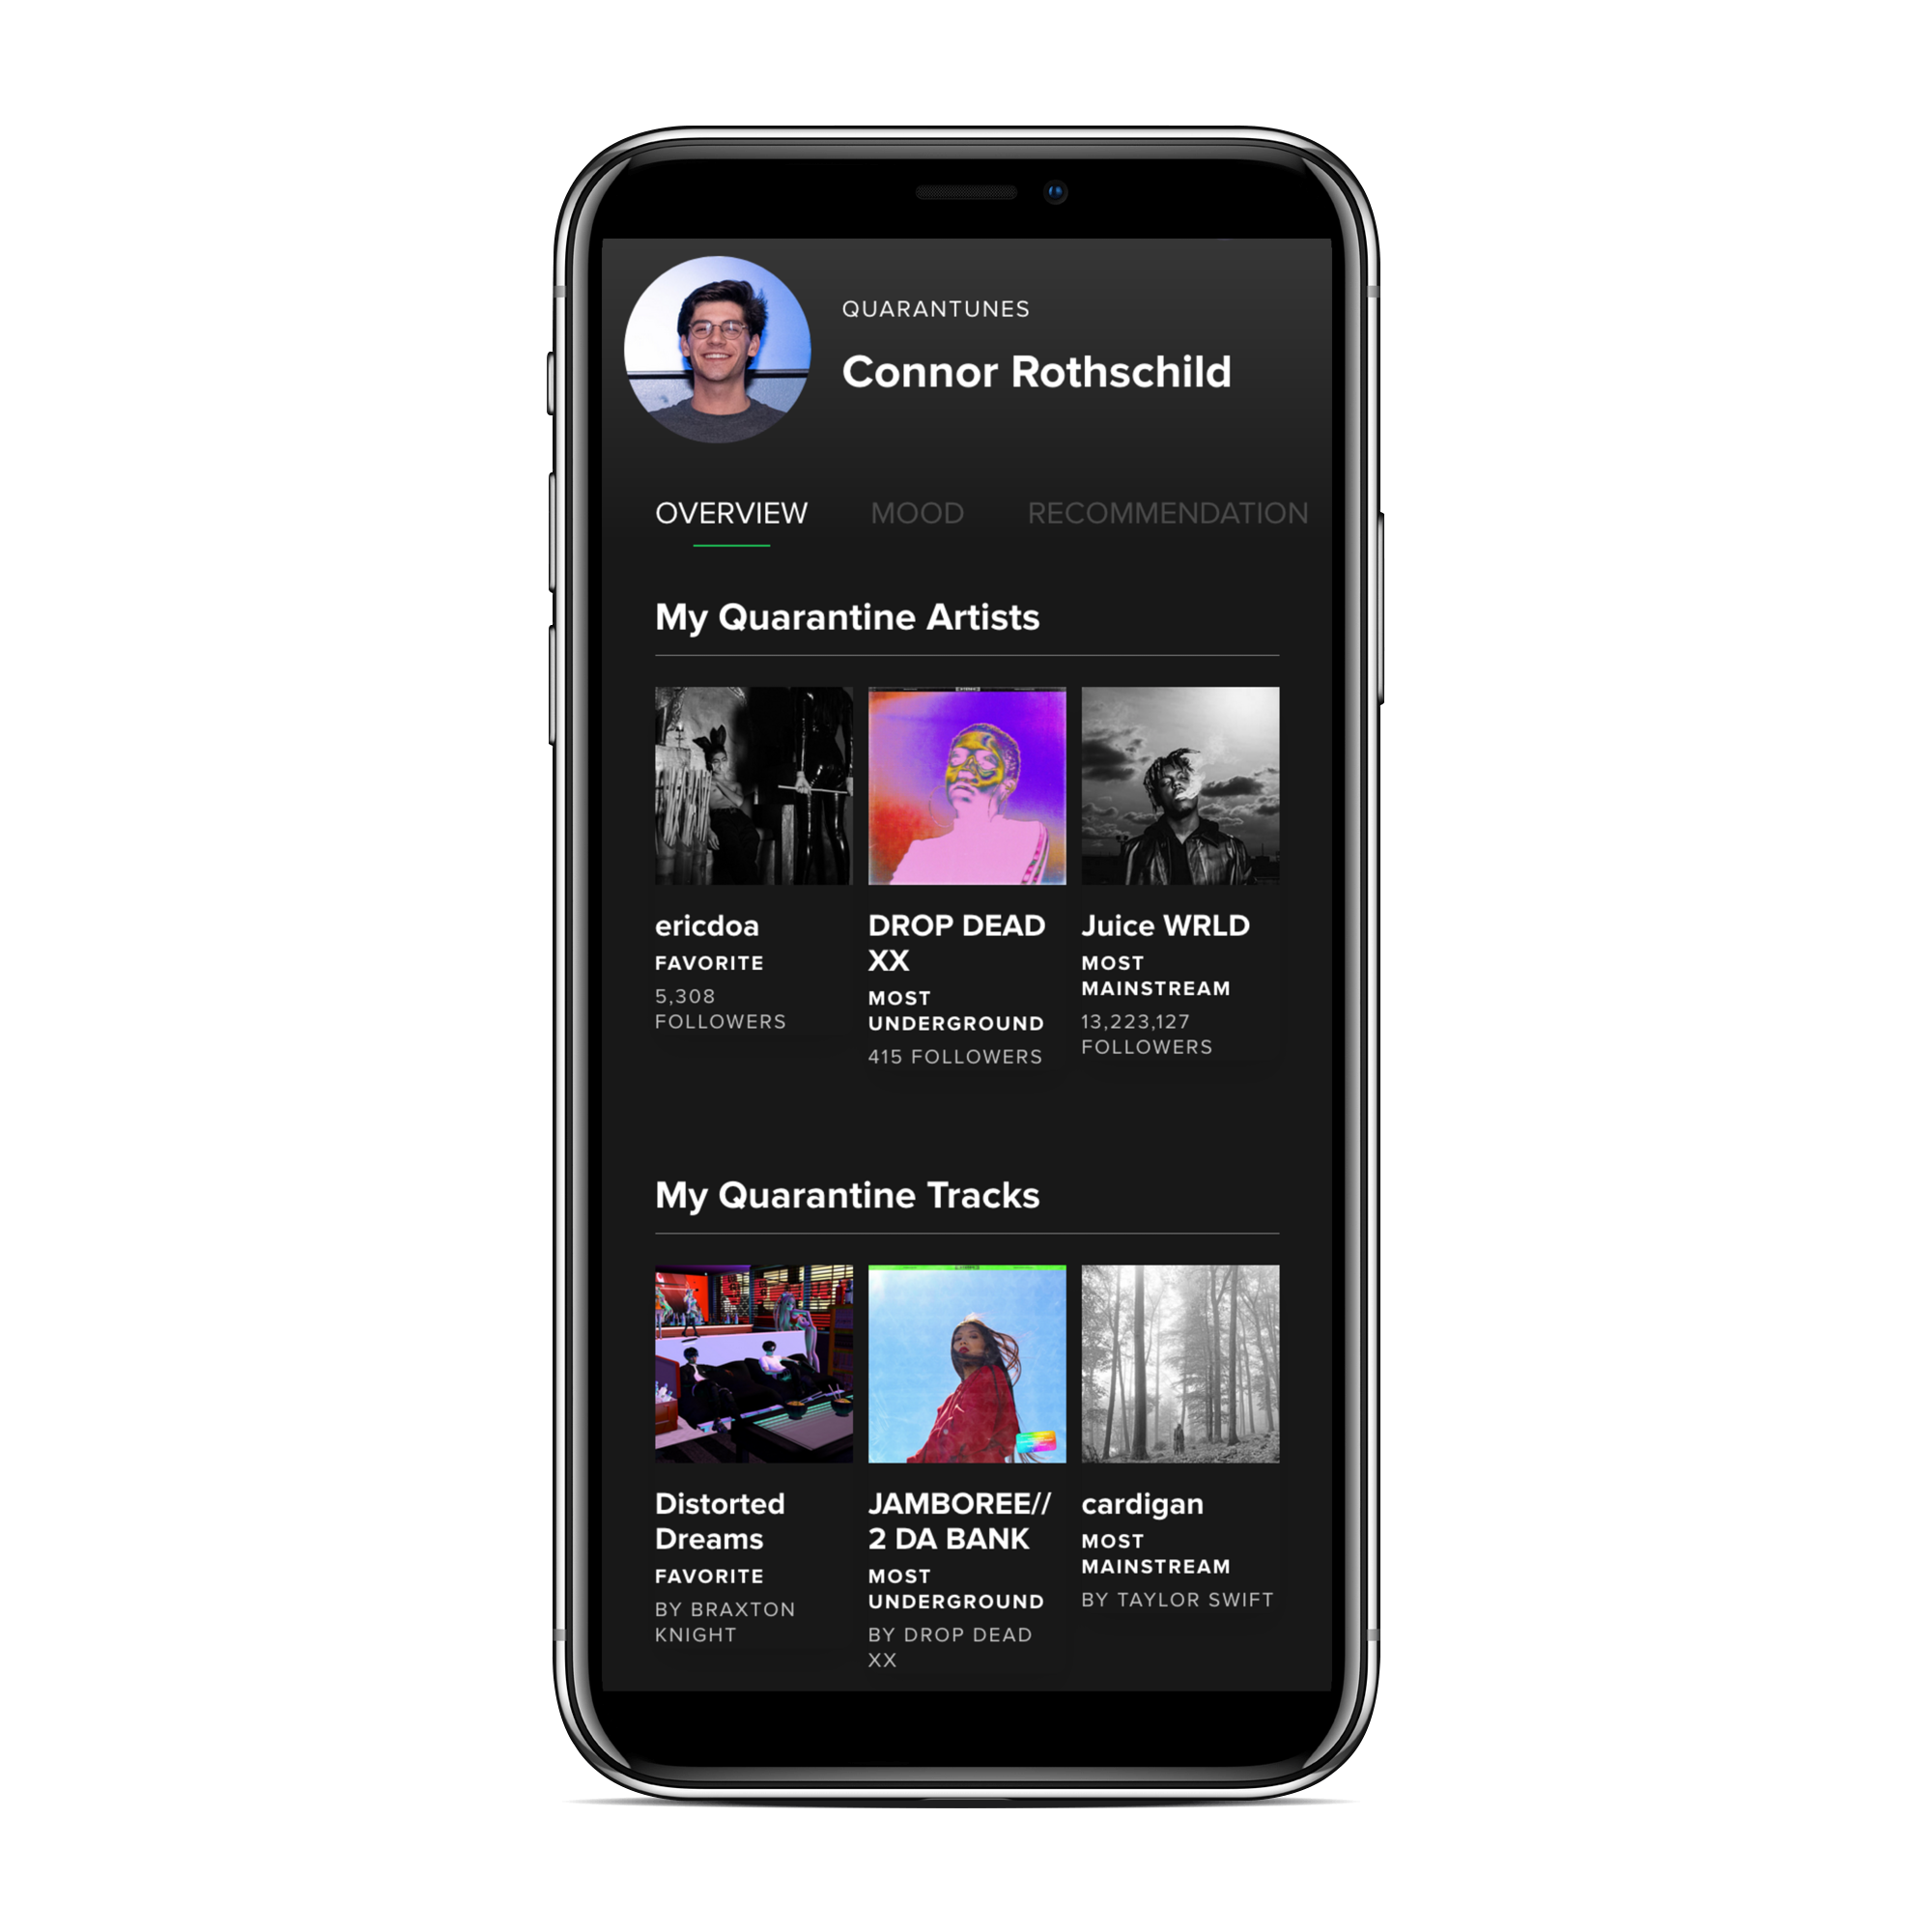 QUARANTUNES
Connor Rothschild
OVERVIEW MOOD RECOMMENDATION
My Quarantine Artists
ericdoa
FAVORITE
5,308
FOLLOWERS
DROP DEAD
XX
MOST
UNDERGROUND
415 FOLLOWERS
Juice WRLD
MOST
MAINSTREAM
13,223,127
FOLLOWERS
My Quarantine Tracks
Distorted
Dreams
FAVORITE
BY BRAXTON
KNIGHT
JAMBOREE//
2 DA BANK
MOST
UNDERGROUND
BY DROP DEAD
XX
cardigan
MOST
MAINSTREAM
BY TAYLOR SWIFT